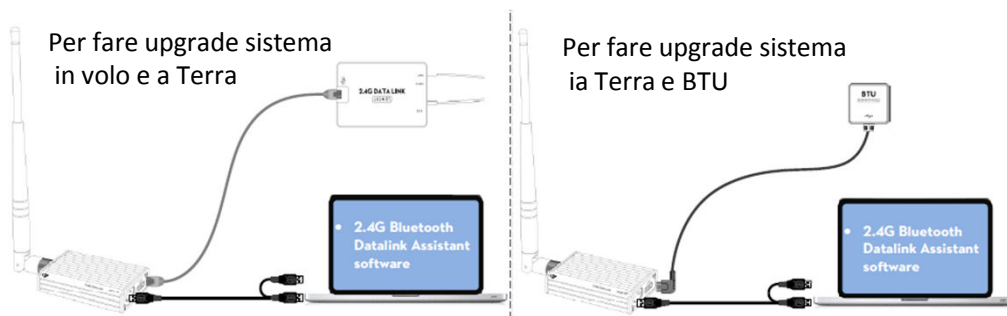 Per fare upgrade sistema
in volo e a Terra
2.4G DATA LINK
2.4G Bluetooth
Datalink Assistant
software
Per fare upgrade sistema
ia Terra e BTU
BTU
2.4G Bluetooth
Datalink Assistant
software